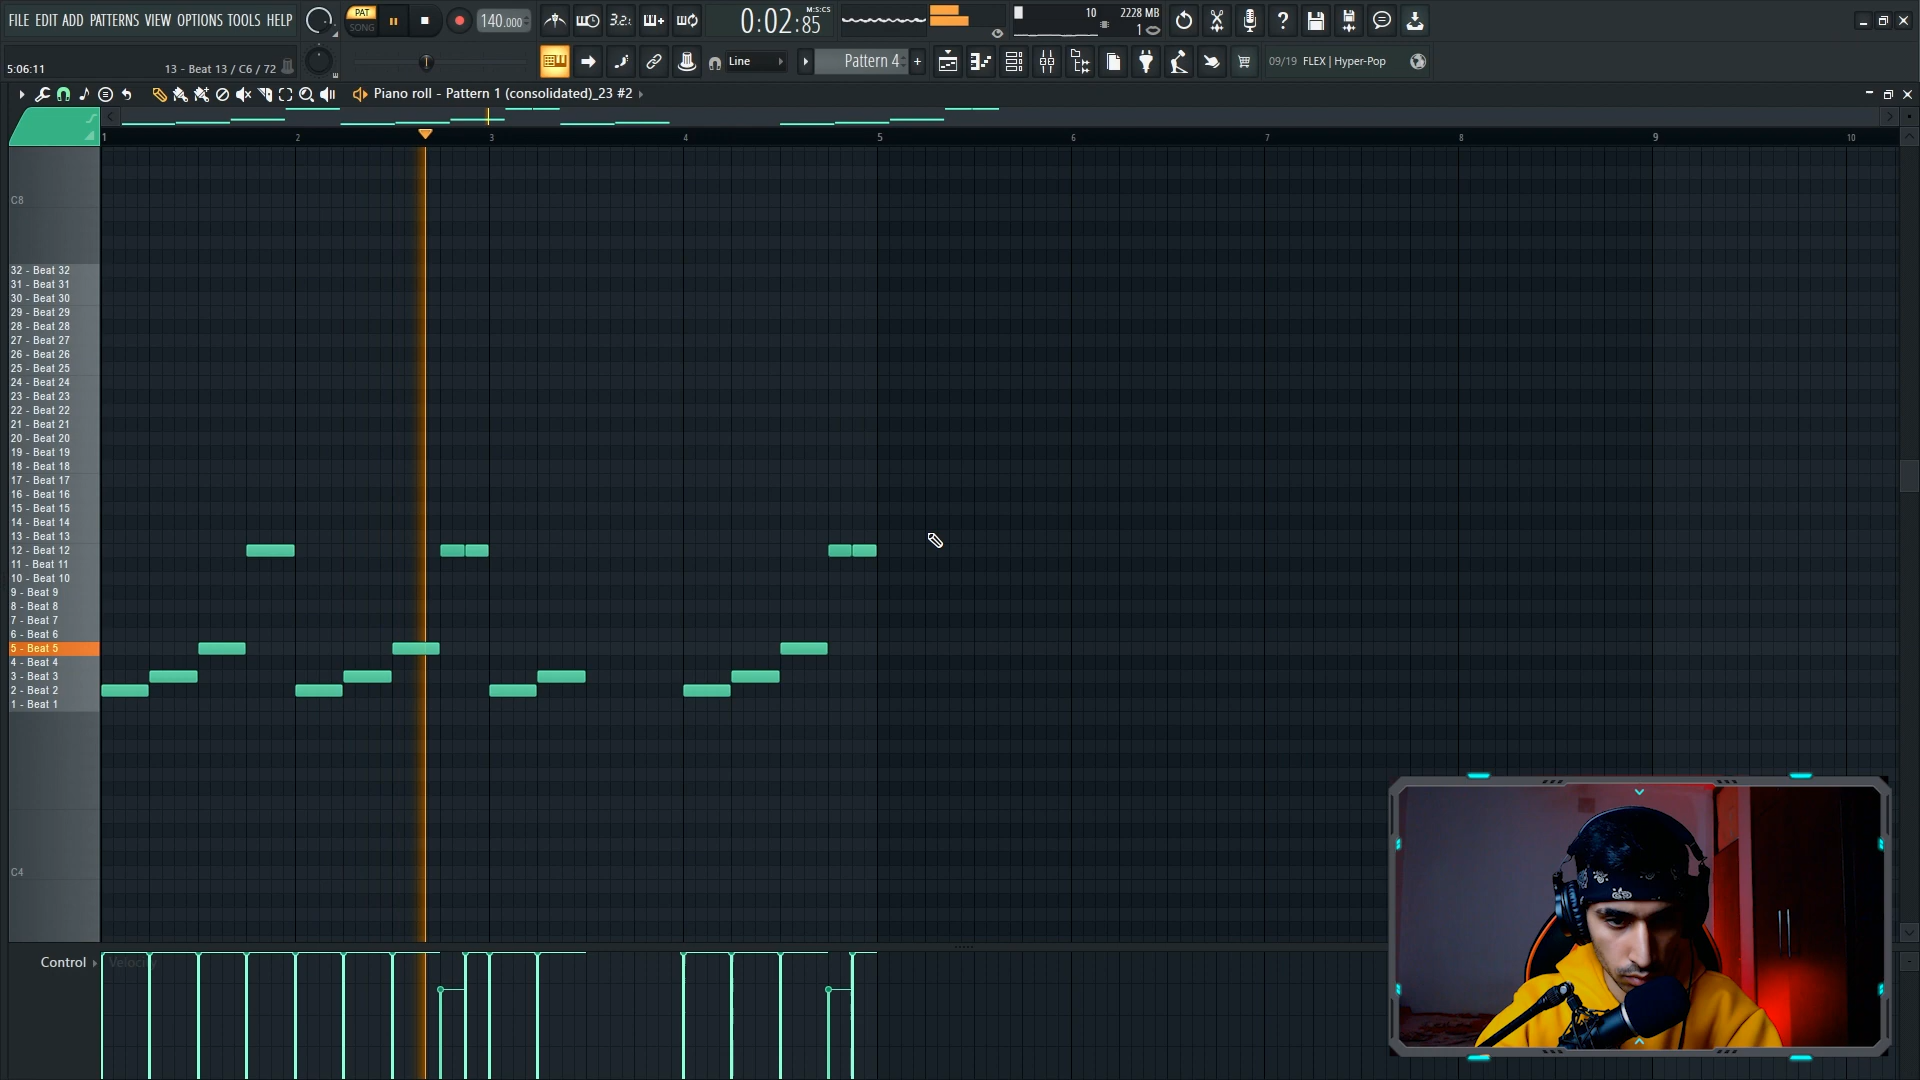 FILE EDIT ADD PATTERNS VIEW OPTIONS TOOLS HELP
PAT
SONG
140.000
3.2.
0:02:85
M:S:CS
10
2228 MB
1
5:06:11
13 - Beat 13 / C6 / 72
Line
Pattern 4
+
09/19 FLEX | Hyper-Pop
Piano roll - Pattern 1 (consolidated)_23 #2
1 2 3 4 5 6 7 8 9 10
C8
32 - Beat 32
31 - Beat 31
30 - Beat 30
29 - Beat 29
28 - Beat 28
27 - Beat 27
26 - Beat 26
25 - Beat 25
24 - Beat 24
23 - Beat 23
22 - Beat 22
21 - Beat 21
20 - Beat 20
19 - Beat 19
18 - Beat 18
17 - Beat 17
16 - Beat 16
15 - Beat 15
14 - Beat 14
13 - Beat 13
12 - Beat 12
11 - Beat 11
10 - Beat 10
9 - Beat 9
8 - Beat 8
7 - Beat 7
6 - Beat 6
5 - Beat 5
4 - Beat 4
3 - Beat 3
2 - Beat 2
1 - Beat 1
C4
Control
Velocity